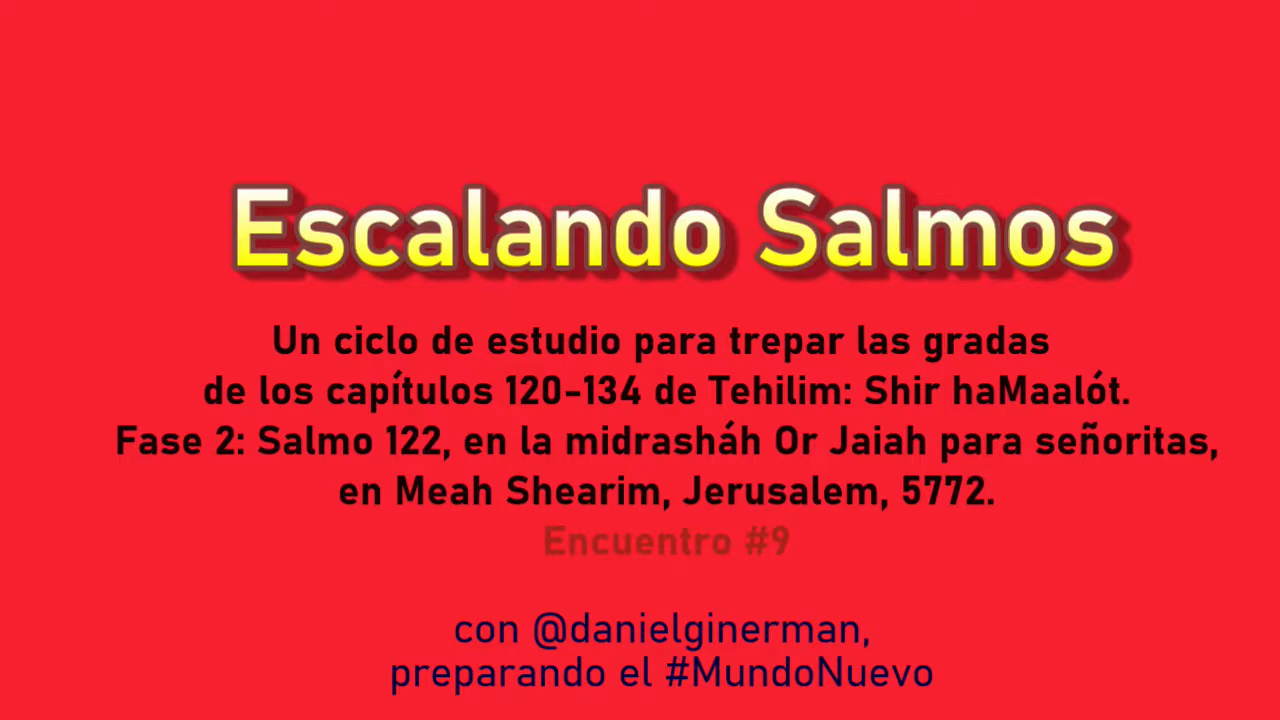 Escalando Salmos
Un ciclo de estudio para trepar las gradas
de los capítulos 120-134 de Tehilim: Shir haMaalót.
Fase 2: Salmo 122, en la midrasháh Or Jaiah para señoritas,
en Meah Shearim, Jerusalem, 5772.
Encuentro #9
con @danielginerman,
preparando el #MundoNuevo